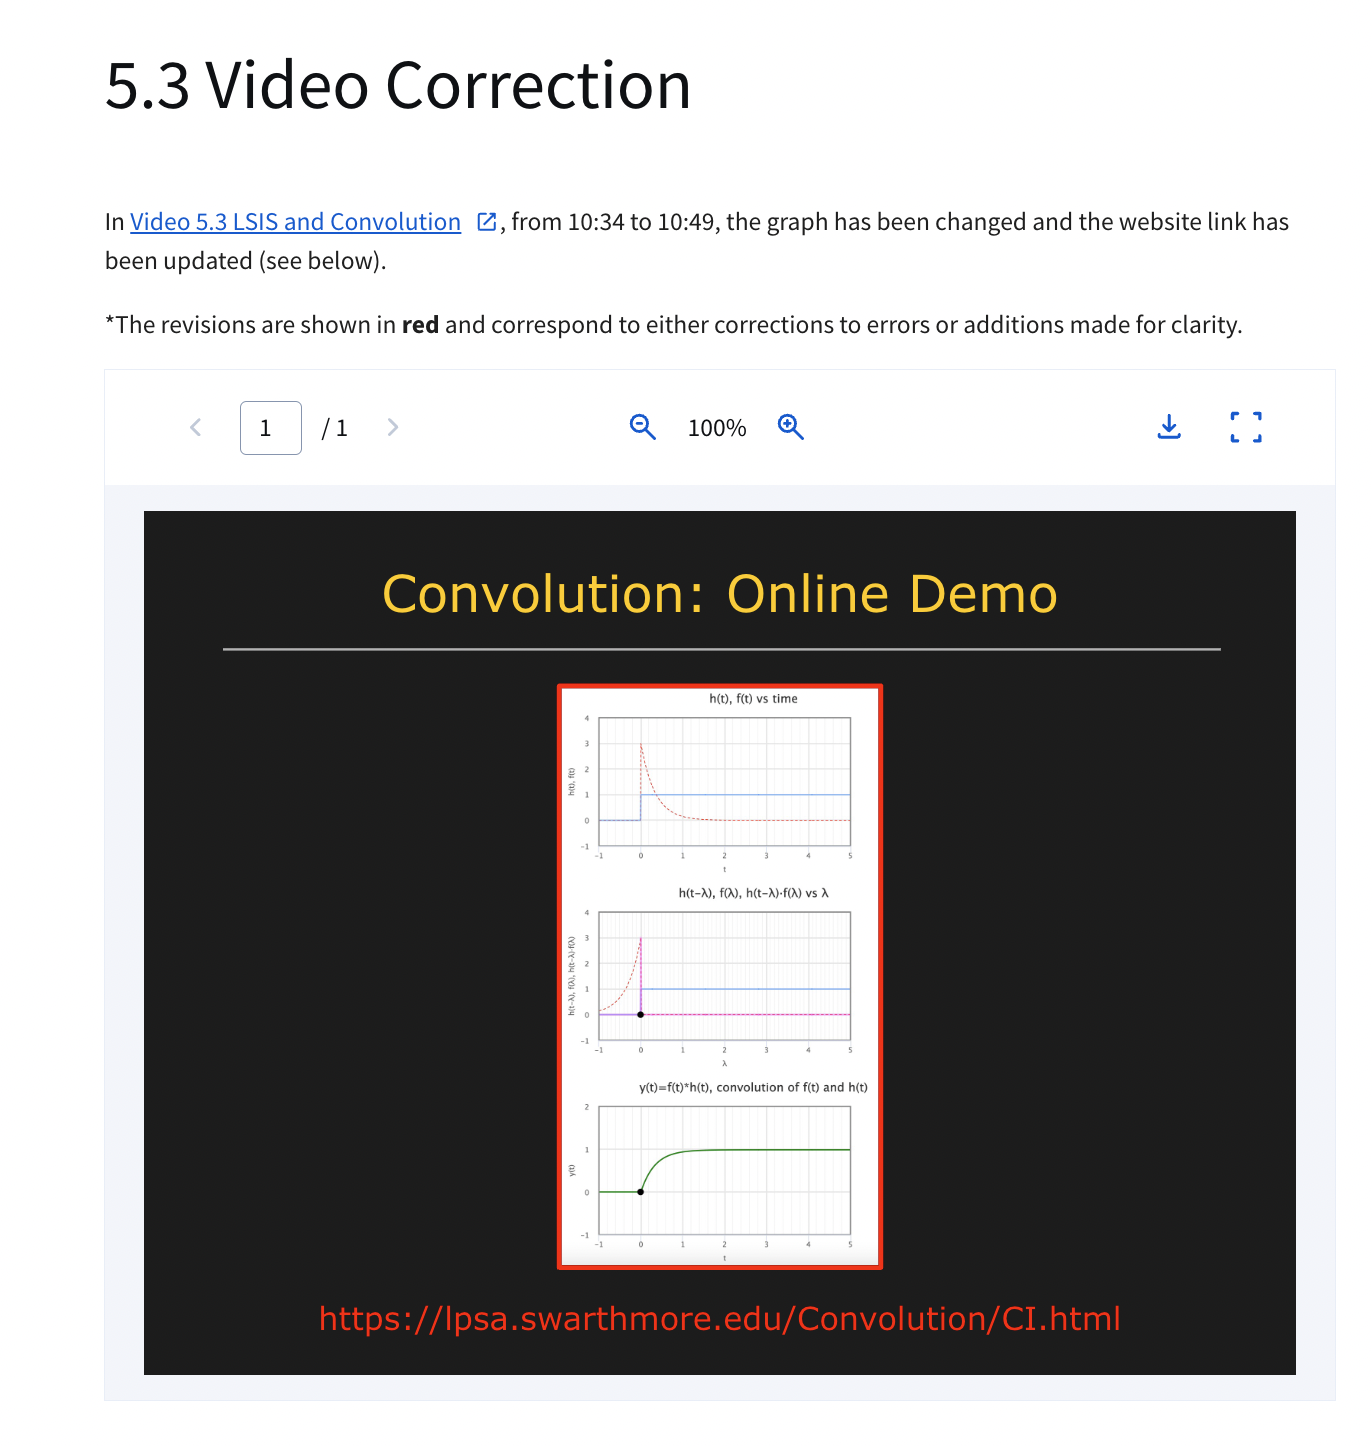 5.3 Video Correction
In Video 5.3 LSIS and Convolution , from 10:34 to 10:49, the graph has been changed and the website link has
been updated (see below).
*The revisions are shown in red and correspond to either corrections to errors or additions made for clarity.
1 / 1 100%
Convolution: Online Demo
h(t), f(t) vs time
4
3
2
1
0
-1
h(t), f(t)
-1 0 1 2 3 4 5
t
h(t-λ), f(λ), h(t-λ)·f(λ) vs λ
4
3
2
1
0
-1
h(t-λ), f(λ), h(t-λ)·f(λ)
-1 0 1 2 3 4 5
λ
y(t)=f(t)*h(t), convolution of f(t) and h(t)
2
1
0
-1
y(t)
-1 0 1 2 3 4 5
t
https://lpsa.swarthmore.edu/Convolution/CI.html